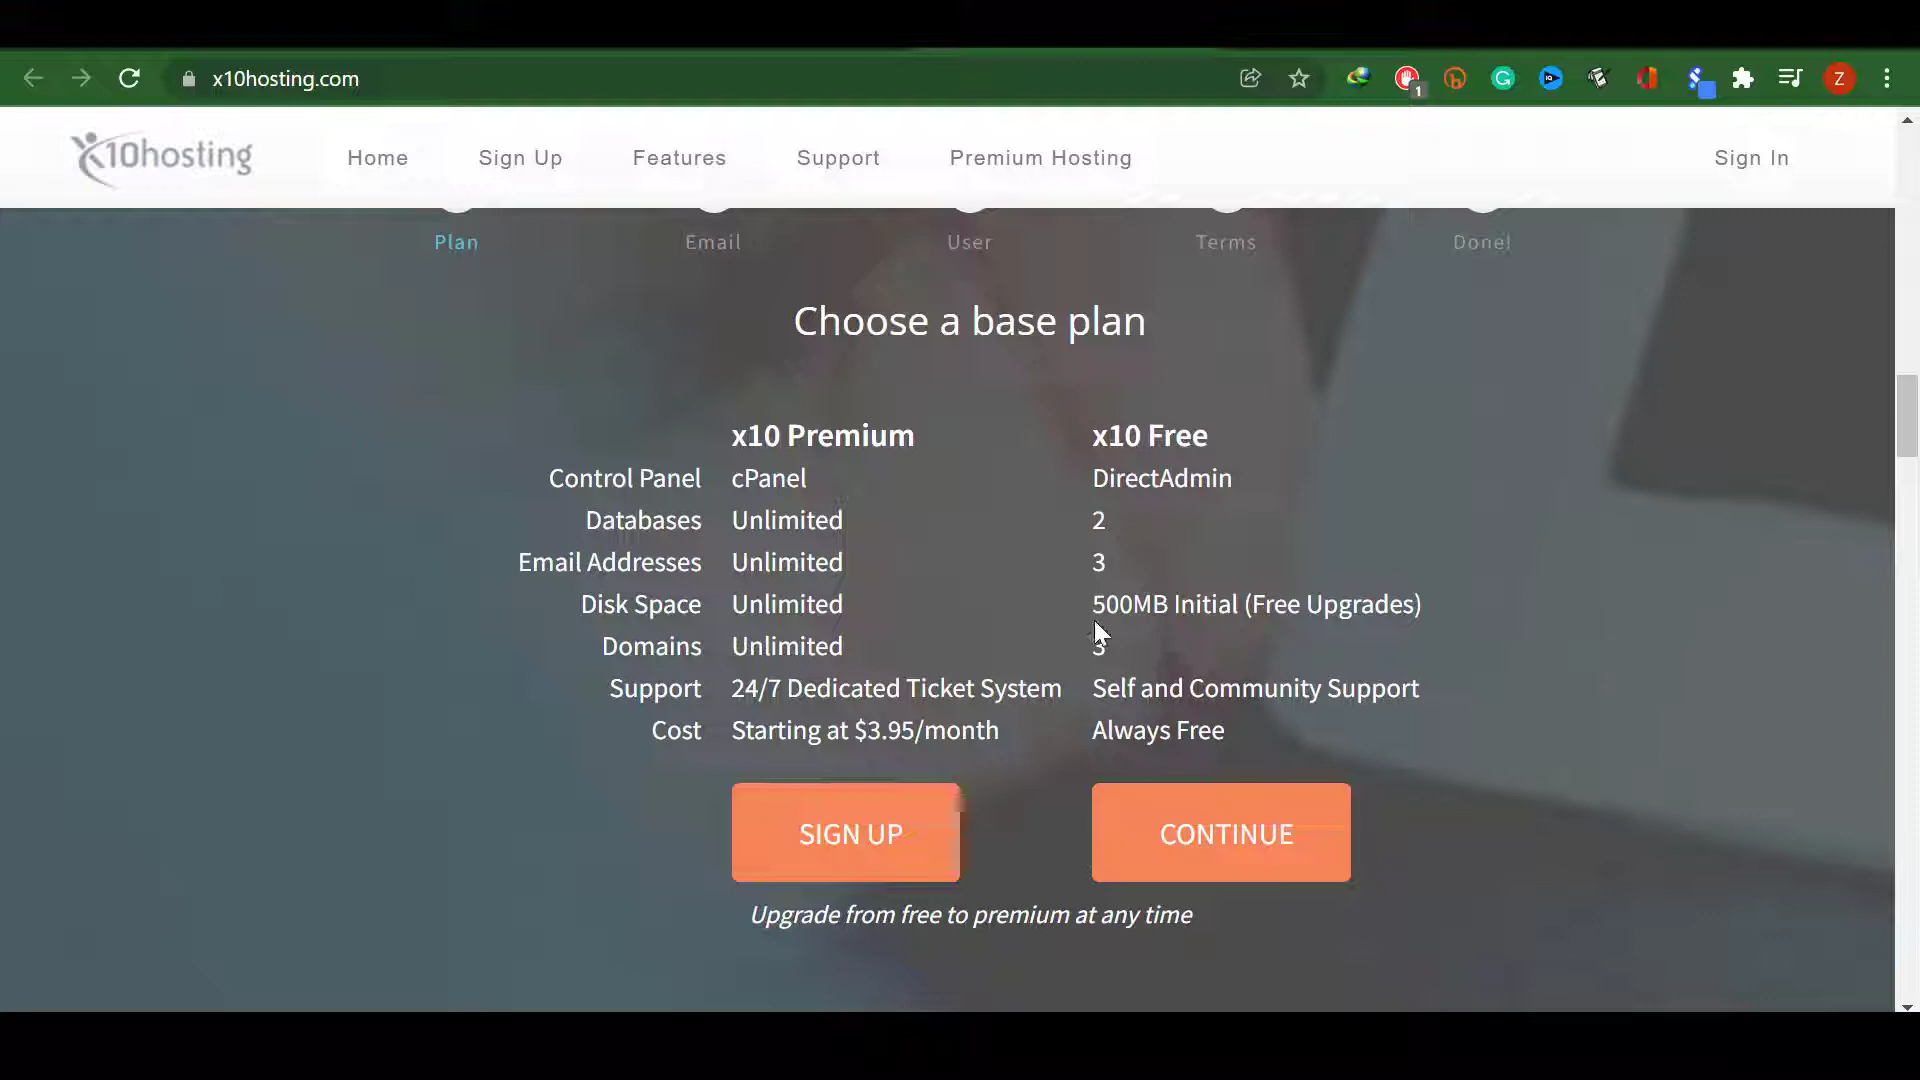 x10hosting.com
1
Z
x10hosting
Home Sign Up Features Support Premium Hosting Sign In
Plan Email User Terms Done!
Choose a base plan
x10 Premium x10 Free
Control Panel cPanel DirectAdmin
Databases Unlimited 2
Email Addresses Unlimited 3
Disk Space Unlimited 500MB Initial (Free Upgrades)
Domains Unlimited 3
Support 24/7 Dedicated Ticket System Self and Community Support
Cost Starting at $3.95/month Always Free
SIGN UP CONTINUE
Upgrade from free to premium at any time